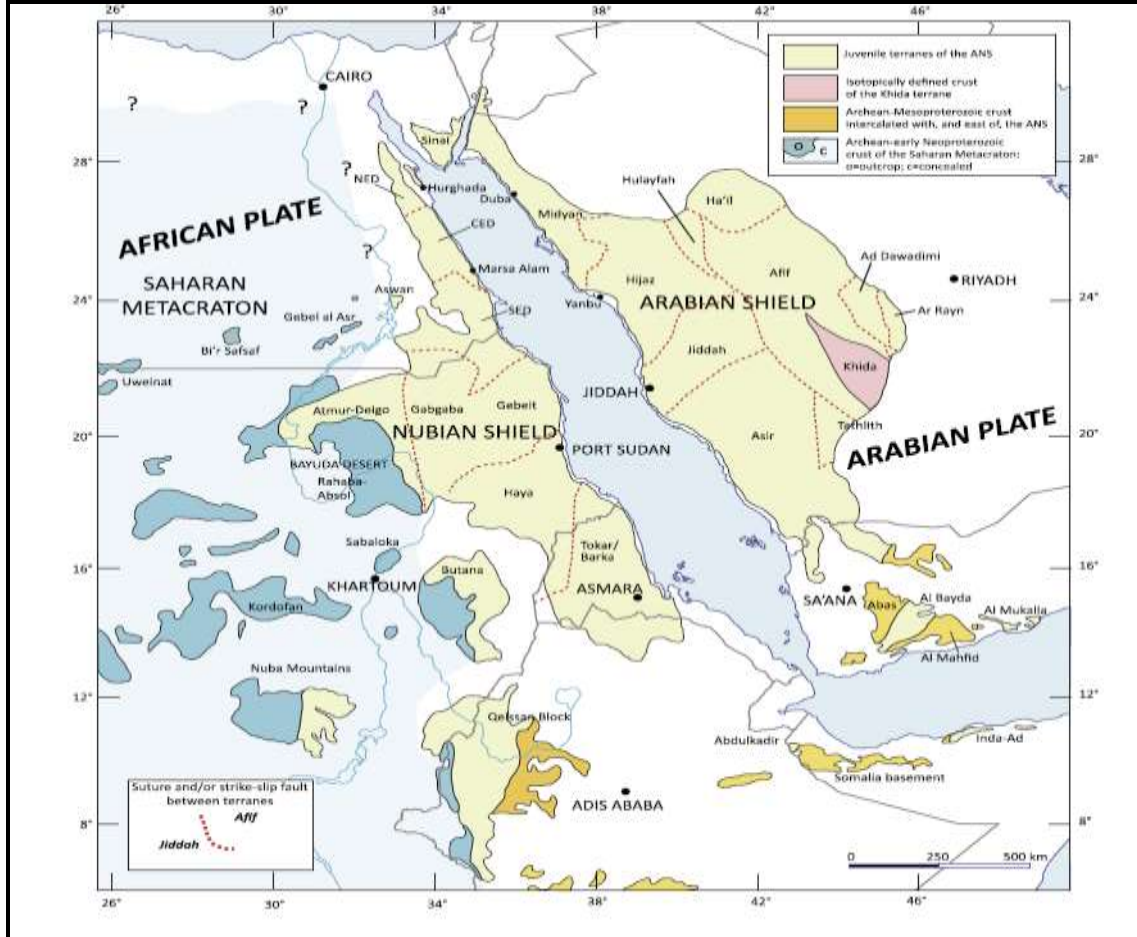 26°
30°
34°
38°
42°
46°
Juvenile terranes of the ANS
Isotopically defined crust
of the Khida terrane
Archean-Mesoproterozoic crust
intercalated with, and east of, the ANS
Archean-early Neoproterozoic
crust of the Saharan Metacraton;
o=outcrop; c=concealed
o c
CAIRO
?
?
?
?
Sinai
28°
28°
NED
Hurghada
Duba
Hulayfah
Ha'il
Midyan
AFRICAN PLATE
CED
SAHARAN
METACRATON
Marsa Alam
Hijaz
Afif
Ad Dawadimi
RIYADH
Aswan
24°
24°
Yanbu
ARABIAN SHIELD
Ar Rayn
Gebel al Asr
SED
Bi'r Safsaf
Jiddah
Khida
Uweinat
JIDDAH
Atmur-Delgo
Gabgaba
Gebeit
Tathlith
ARABIAN PLATE
20°
20°
NUBIAN SHIELD
Asir
PORT SUDAN
BAYUDA DESERT
Rahaba-
Absol
Haya
Sabaloka
Tokar/
Barka
16°
16°
KHARTOUM
Butana
ASMARA
SA'ANA
Abas
Al Bayda
Al Mukalla
Kordofan
Al Mahfid
Nuba Mountains
12°
12°
Qeissan Block
Abdulkadir
Inda-Ad
Somalia basement
Suture and/or strike-slip fault
between terranes
Afif
Jiddah
ADIS ABABA
8°
8°
0 250 500 km
26°
30°
34°
38°
42°
46°